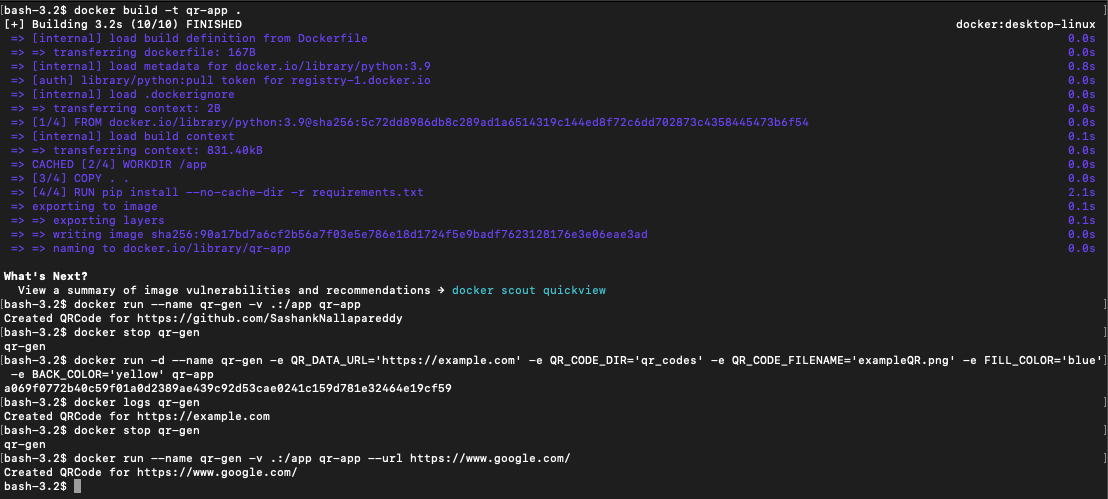 [bash-3.2$ docker build -t qr-app . ]
[+] Building 3.2s (10/10) FINISHED docker:desktop-linux
=> [internal] load build definition from Dockerfile 0.0s
=> => transferring dockerfile: 167B 0.0s
=> [internal] load metadata for docker.io/library/python:3.9 0.8s
=> [auth] library/python:pull token for registry-1.docker.io 0.0s
=> [internal] load .dockerignore 0.0s
=> => transferring context: 2B 0.0s
=> [1/4] FROM docker.io/library/python:3.9@sha256:5c72dd8986db8c289ad1a6514319c144ed8f72c6dd702873c4358445473b6f54 0.0s
=> [internal] load build context 0.1s
=> => transferring context: 831.40kB 0.0s
=> CACHED [2/4] WORKDIR /app 0.0s
=> [3/4] COPY . . 0.0s
=> [4/4] RUN pip install --no-cache-dir -r requirements.txt 2.1s
=> exporting to image 0.1s
=> => exporting layers 0.1s
=> => writing image sha256:90a17bd7a6cf2b56a7f03e5e786e18d1724f5e9badf7623128176e3e06eae3ad 0.0s
=> => naming to docker.io/library/qr-app 0.0s
What's Next?
View a summary of image vulnerabilities and recommendations → docker scout quickview
[bash-3.2$ docker run --name qr-gen -v .:/app qr-app ]
Created QRCode for https://github.com/SashankNallapareddy
[bash-3.2$ docker stop qr-gen ]
qr-gen
[bash-3.2$ docker run -d --name qr-gen -e QR_DATA_URL='https://example.com' -e QR_CODE_DIR='qr_codes' -e QR_CODE_FILENAME='exampleQR.png' -e FILL_COLOR='blue']
-e BACK_COLOR='yellow' qr-app
a069f0772b40c59f01a0d2389ae439c92d53cae0241c159d781e32464e19cf59
[bash-3.2$ docker logs qr-gen ]
Created QRCode for https://example.com
[bash-3.2$ docker stop qr-gen ]
qr-gen
[bash-3.2$ docker run --name qr-gen -v .:/app qr-app --url https://www.google.com/ ]
Created QRCode for https://www.google.com/
bash-3.2$